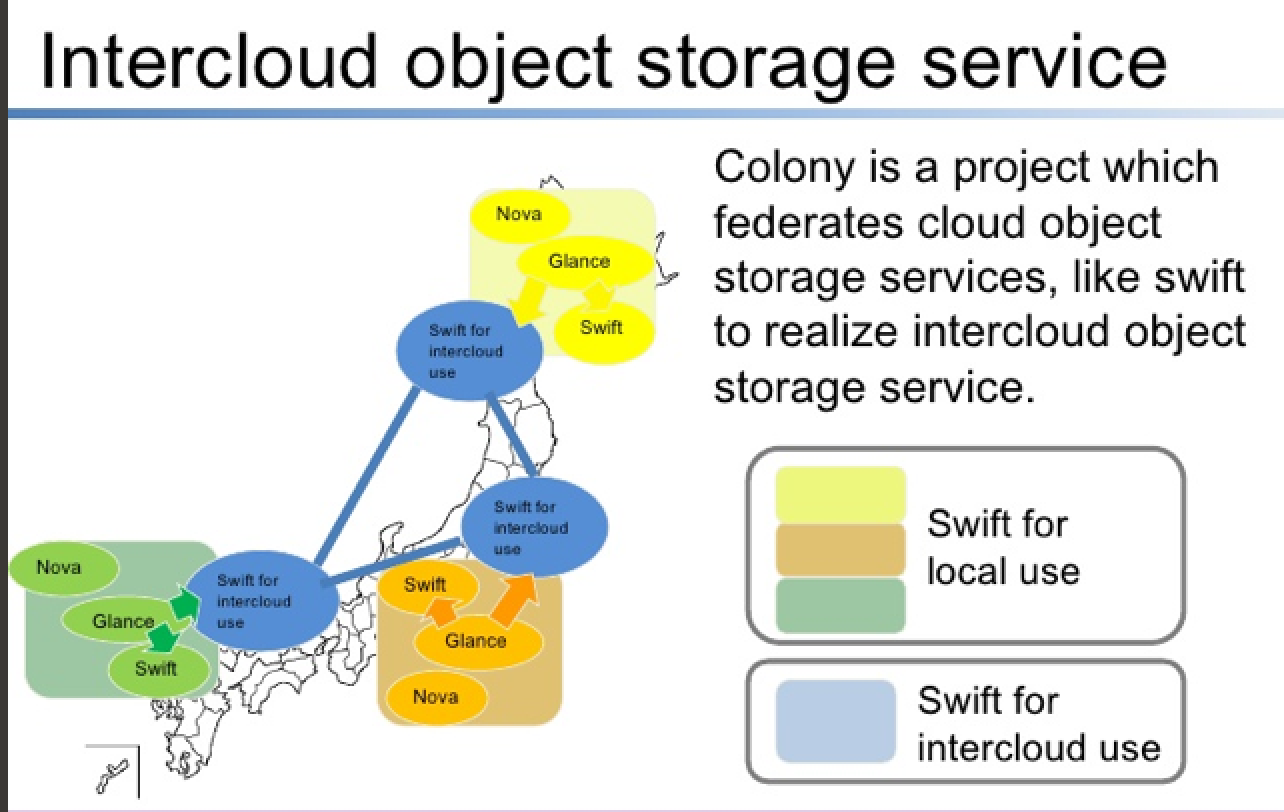 Intercloud object storage service
Colony is a project which
federates cloud object
storage services, like swift
to realize intercloud object
storage service.
Nova
Glance
Swift
Swift for
intercloud
use
Swift for
intercloud
use
Nova
Glance
Swift
Swift for
intercloud
use
Swift
Glance
Nova
Swift for
local use
Swift for
intercloud use